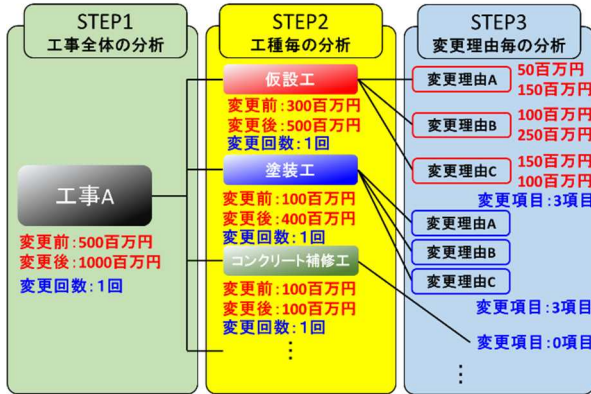 STEP1
工事全体の分析
工事A
変更前:500百万円
変更後:1000百万円
変更回数:1回
STEP2
工種毎の分析
仮設工
変更前:300百万円
変更後:500百万円
変更回数:1回
塗装工
変更前:100百万円
変更後:400百万円
変更回数:1回
コンクリート補修工
変更前:100百万円
変更後:100百万円
変更回数:1回
⋮
STEP3
変更理由毎の分析
変更理由A
50百万円
150百万円
変更理由B
100百万円
250百万円
変更理由C
150百万円
100百万円
変更項目:3項目
変更理由A
変更理由B
変更理由C
変更項目:3項目
変更項目:0項目
⋮